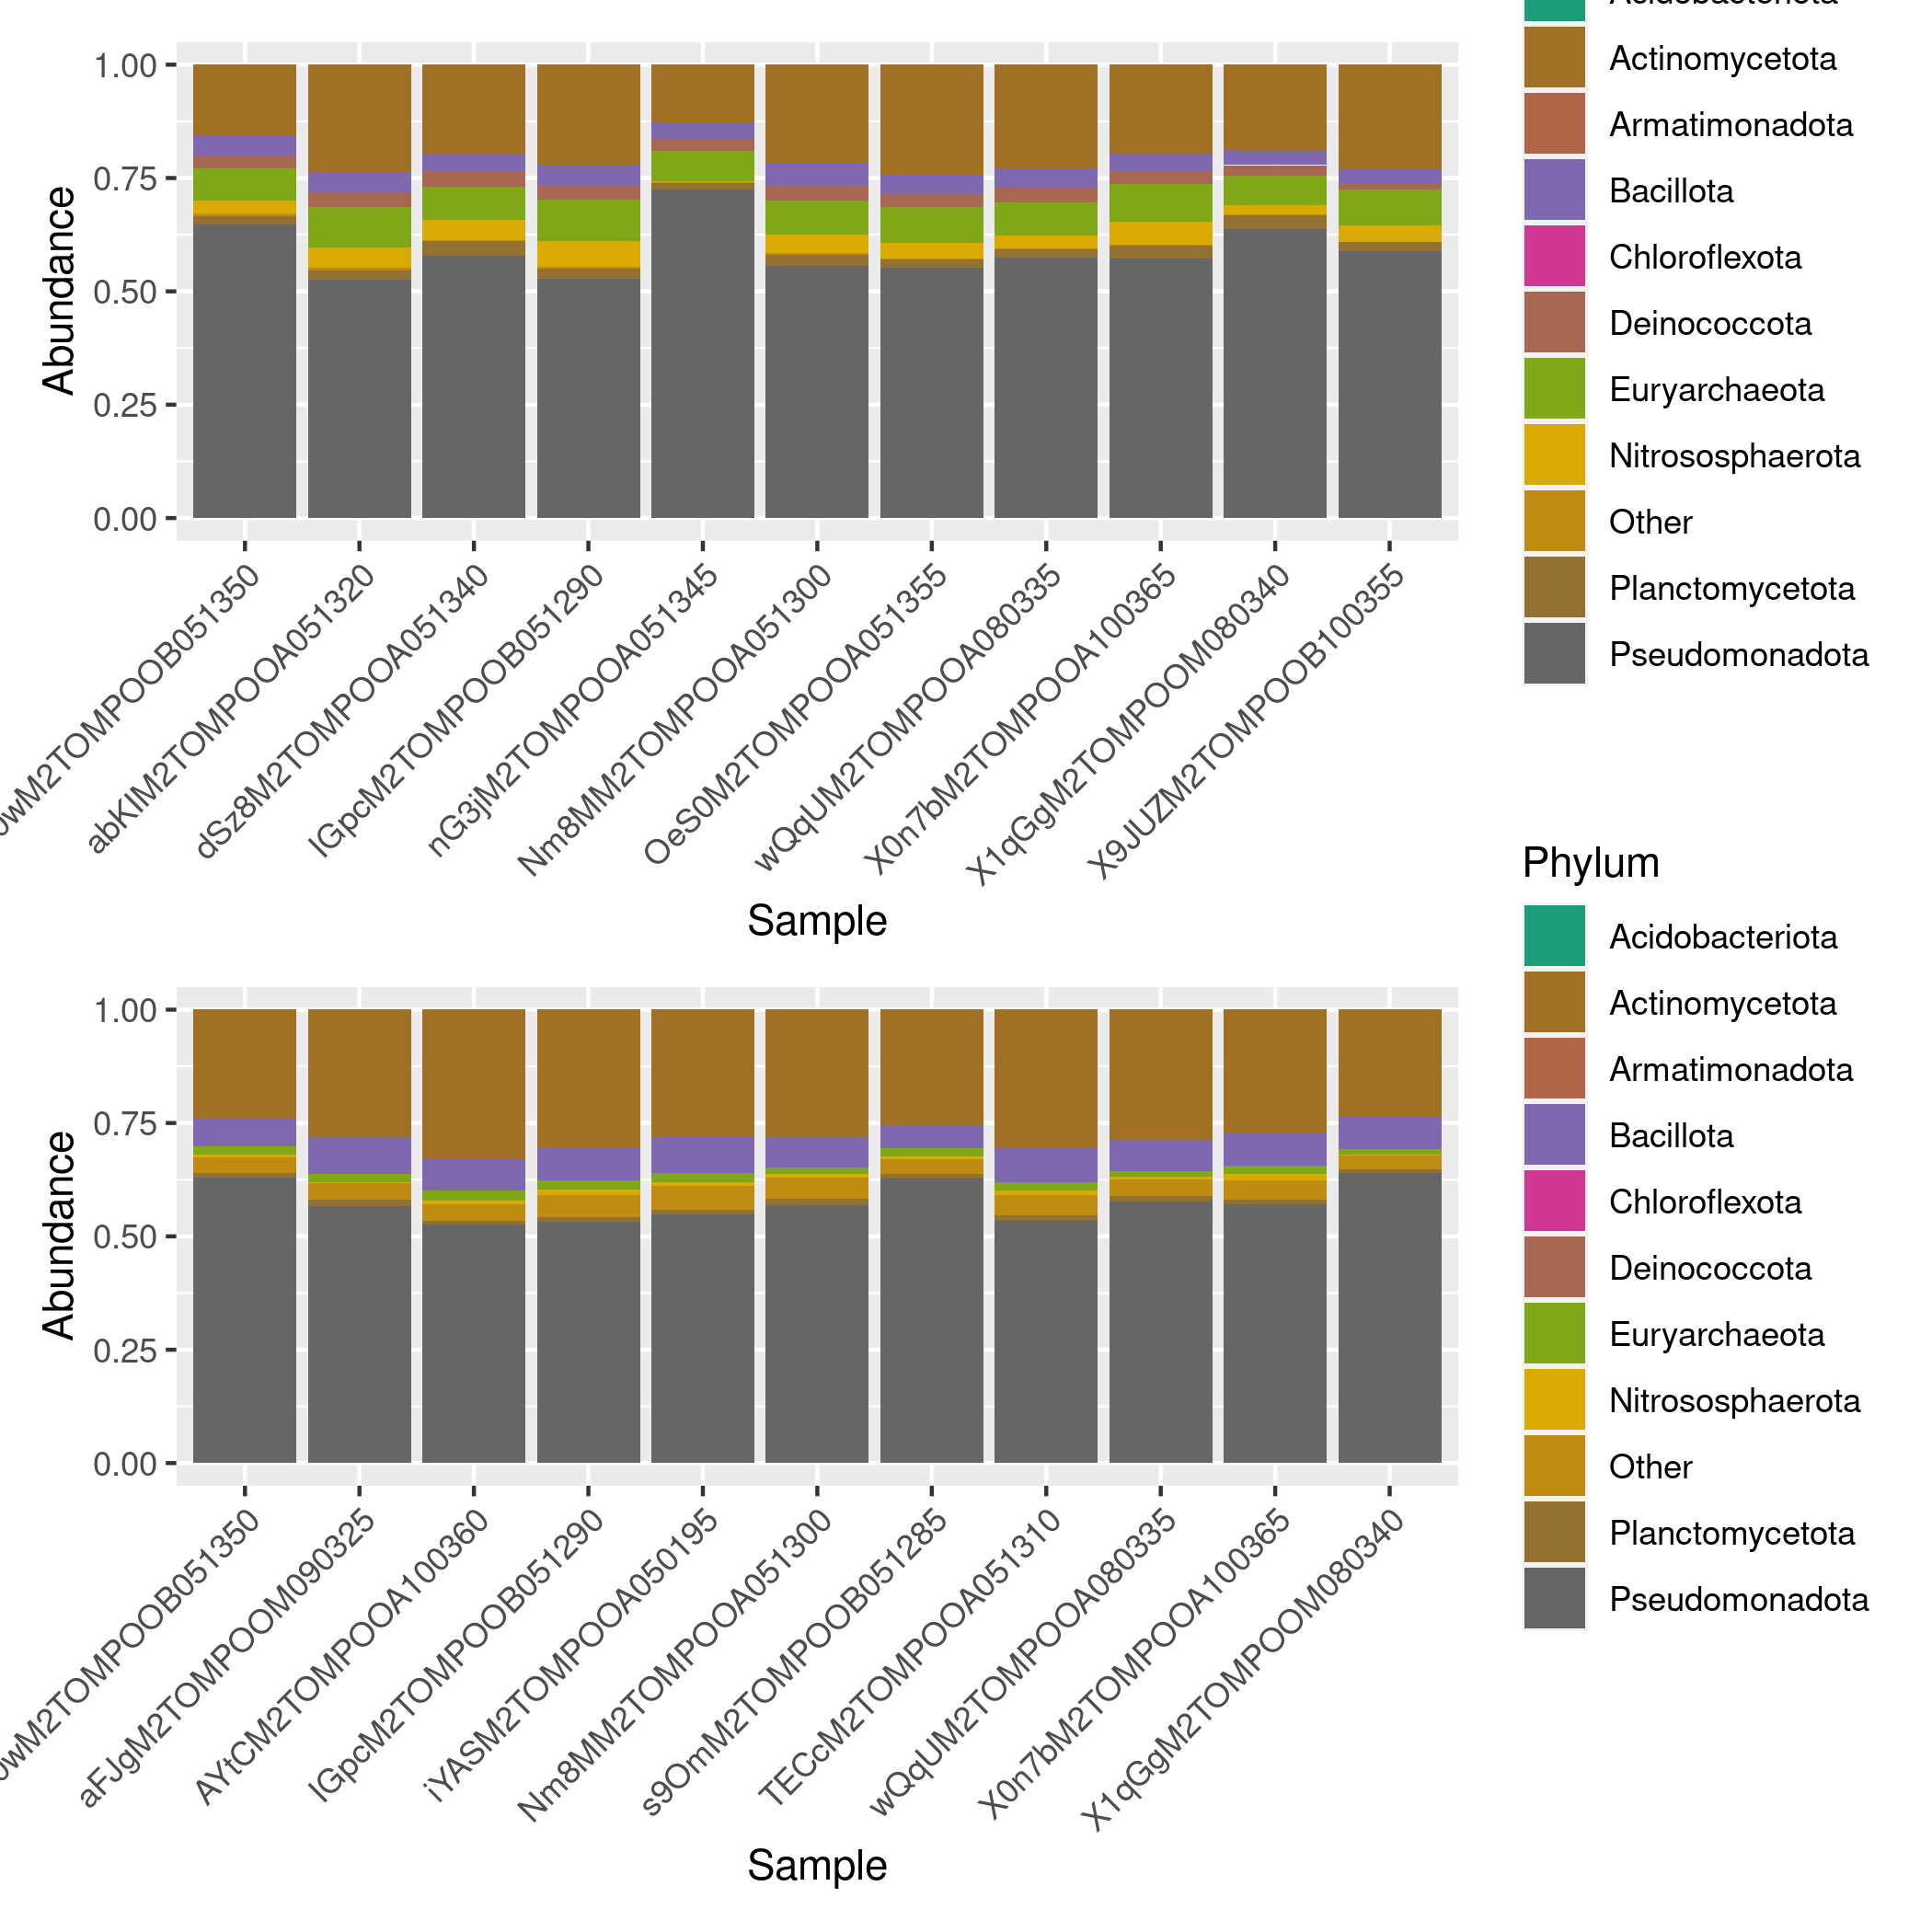 Acidobacteriota
Actinomycetota
Armatimonadota
Bacillota
Chloroflexota
Deinococcota
Euryarchaeota
Nitrososphaerota
Other
Planctomycetota
Pseudomonadota
Abundance
1.00
0.75
0.50
0.25
0.00
wM2TOMPOOB051350
abKIM2TOMPOOA051320
dSz8M2TOMPOOA051340
IGpcM2TOMPOOB051290
nG3jM2TOMPOOA051345
Nm8MM2TOMPOOA051300
OeS0M2TOMPOOA051355
wQqUM2TOMPOOA080335
X0n7bM2TOMPOOA100365
X1qGgM2TOMPOOM080340
X9JUZM2TOMPOOB100355
Sample
Phylum
Acidobacteriota
Actinomycetota
Armatimonadota
Bacillota
Chloroflexota
Deinococcota
Euryarchaeota
Nitrososphaerota
Other
Planctomycetota
Pseudomonadota
Abundance
1.00
0.75
0.50
0.25
0.00
wM2TOMPOOB051350
aFJgM2TOMPOOM090325
AYtCM2TOMPOOA100360
IGpcM2TOMPOOB051290
iYASM2TOMPOOA050195
Nm8MM2TOMPOOA051300
s9OmM2TOMPOOB051285
TECcM2TOMPOOA051310
wQqUM2TOMPOOA080335
X0n7bM2TOMPOOA100365
X1qGgM2TOMPOOM080340
Sample